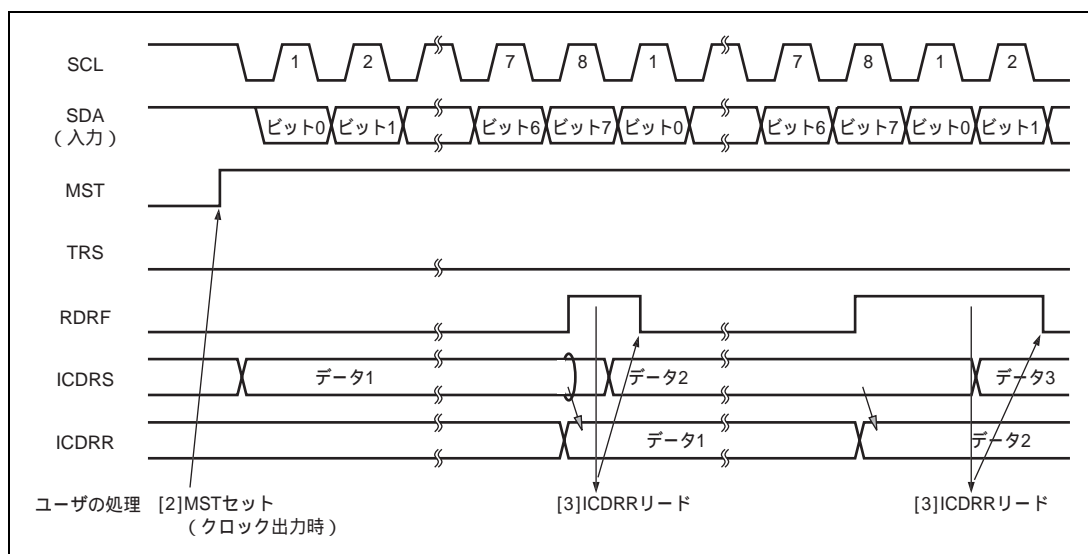 SCL 1 2 7 8 1 7 8 1 2
SDA
（入力） ビット0 ビット1 ビット6 ビット7 ビット0 ビット6 ビット7 ビット0 ビット1
MST
TRS
RDRF
ICDRS データ1 データ2 データ3
ICDRR データ1 データ2
ユーザの処理 [2]MSTセット [3]ICDRRリード [3]ICDRRリード
（クロック出力時）